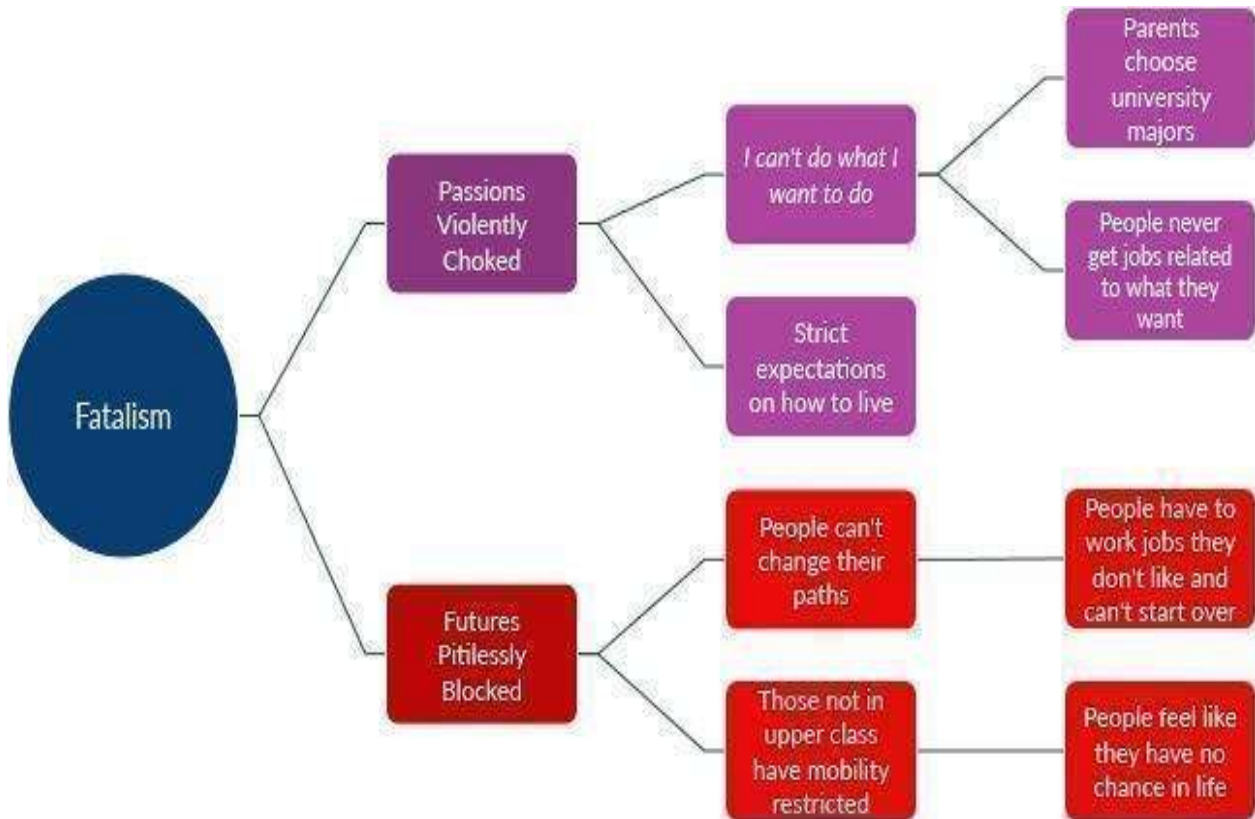 Fatalism
Passions
Violently
Choked
I can't do what I
want to do
Parents
choose
university
majors
People never
get jobs related
to what they
want
Strict
expectations
on how to live
Futures
Pitilessly
Blocked
People can't
change their
paths
People have to
work jobs they
don't like and
can't start over
Those not in
upper class
have mobility
restricted
People feel like
they have no
chance in life